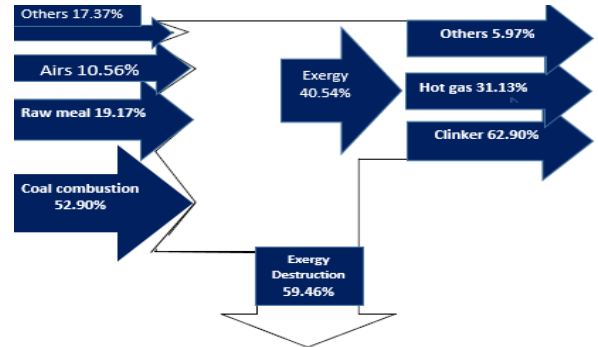 Others 17.37%
Airs 10.56%
Raw meal 19.17%
Coal combustion
52.90%
Exergy
40.54%
Others 5.97%
Hot gas 31.13%
Clinker 62.90%
Exergy
Destruction
59.46%